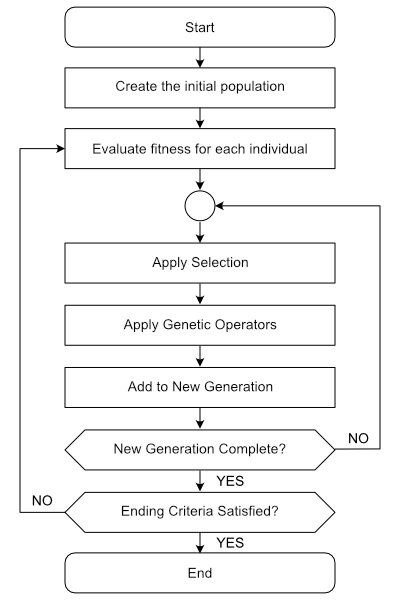 Start
Create the initial population
Evaluate fitness for each individual
Apply Selection
Apply Genetic Operators
Add to New Generation
New Generation Complete?
NO
YES
Ending Criteria Satisfied?
NO
YES
End